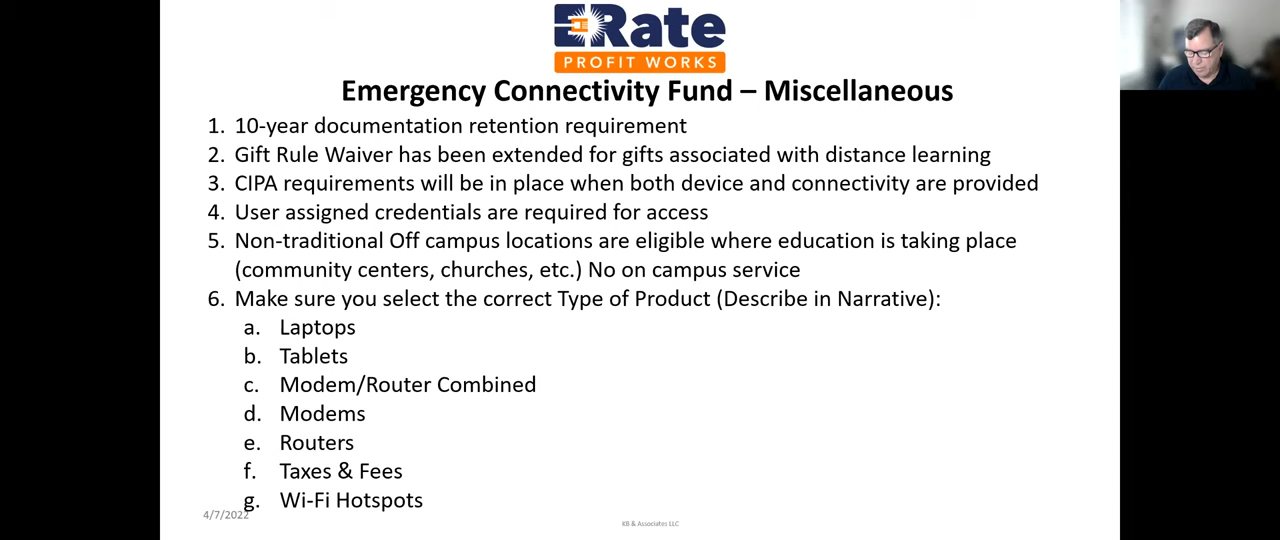 ERate
PROFIT WORKS
Emergency Connectivity Fund – Miscellaneous
1. 10-year documentation retention requirement
2. Gift Rule Waiver has been extended for gifts associated with distance learning
3. CIPA requirements will be in place when both device and connectivity are provided
4. User assigned credentials are required for access
5. Non-traditional Off campus locations are eligible where education is taking place
(community centers, churches, etc.) No on campus service
6. Make sure you select the correct Type of Product (Describe in Narrative):
a. Laptops
b. Tablets
c. Modem/Router Combined
d. Modems
e. Routers
f. Taxes & Fees
g. Wi-Fi Hotspots
4/7/2022
KB & Associates LLC